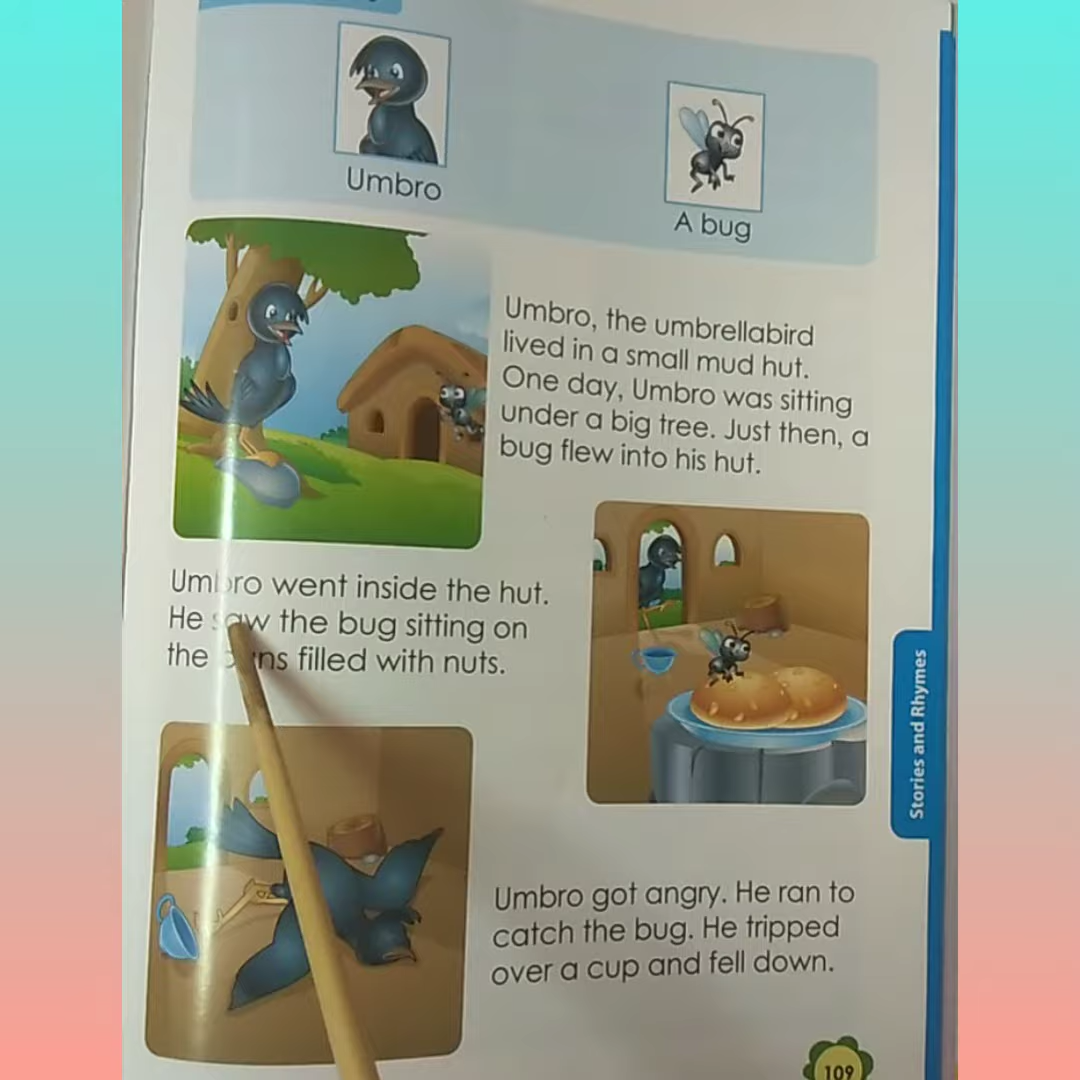 Umbro
A bug
Umbro, the umbrellabird
lived in a small mud hut.
One day, Umbro was sitting
under a big tree. Just then, a
bug flew into his hut.
Umbro went inside the hut.
He saw the bug sitting on
the buns filled with nuts.
Umbro got angry. He ran to
catch the bug. He tripped
over a cup and fell down.
Stories and Rhymes
109